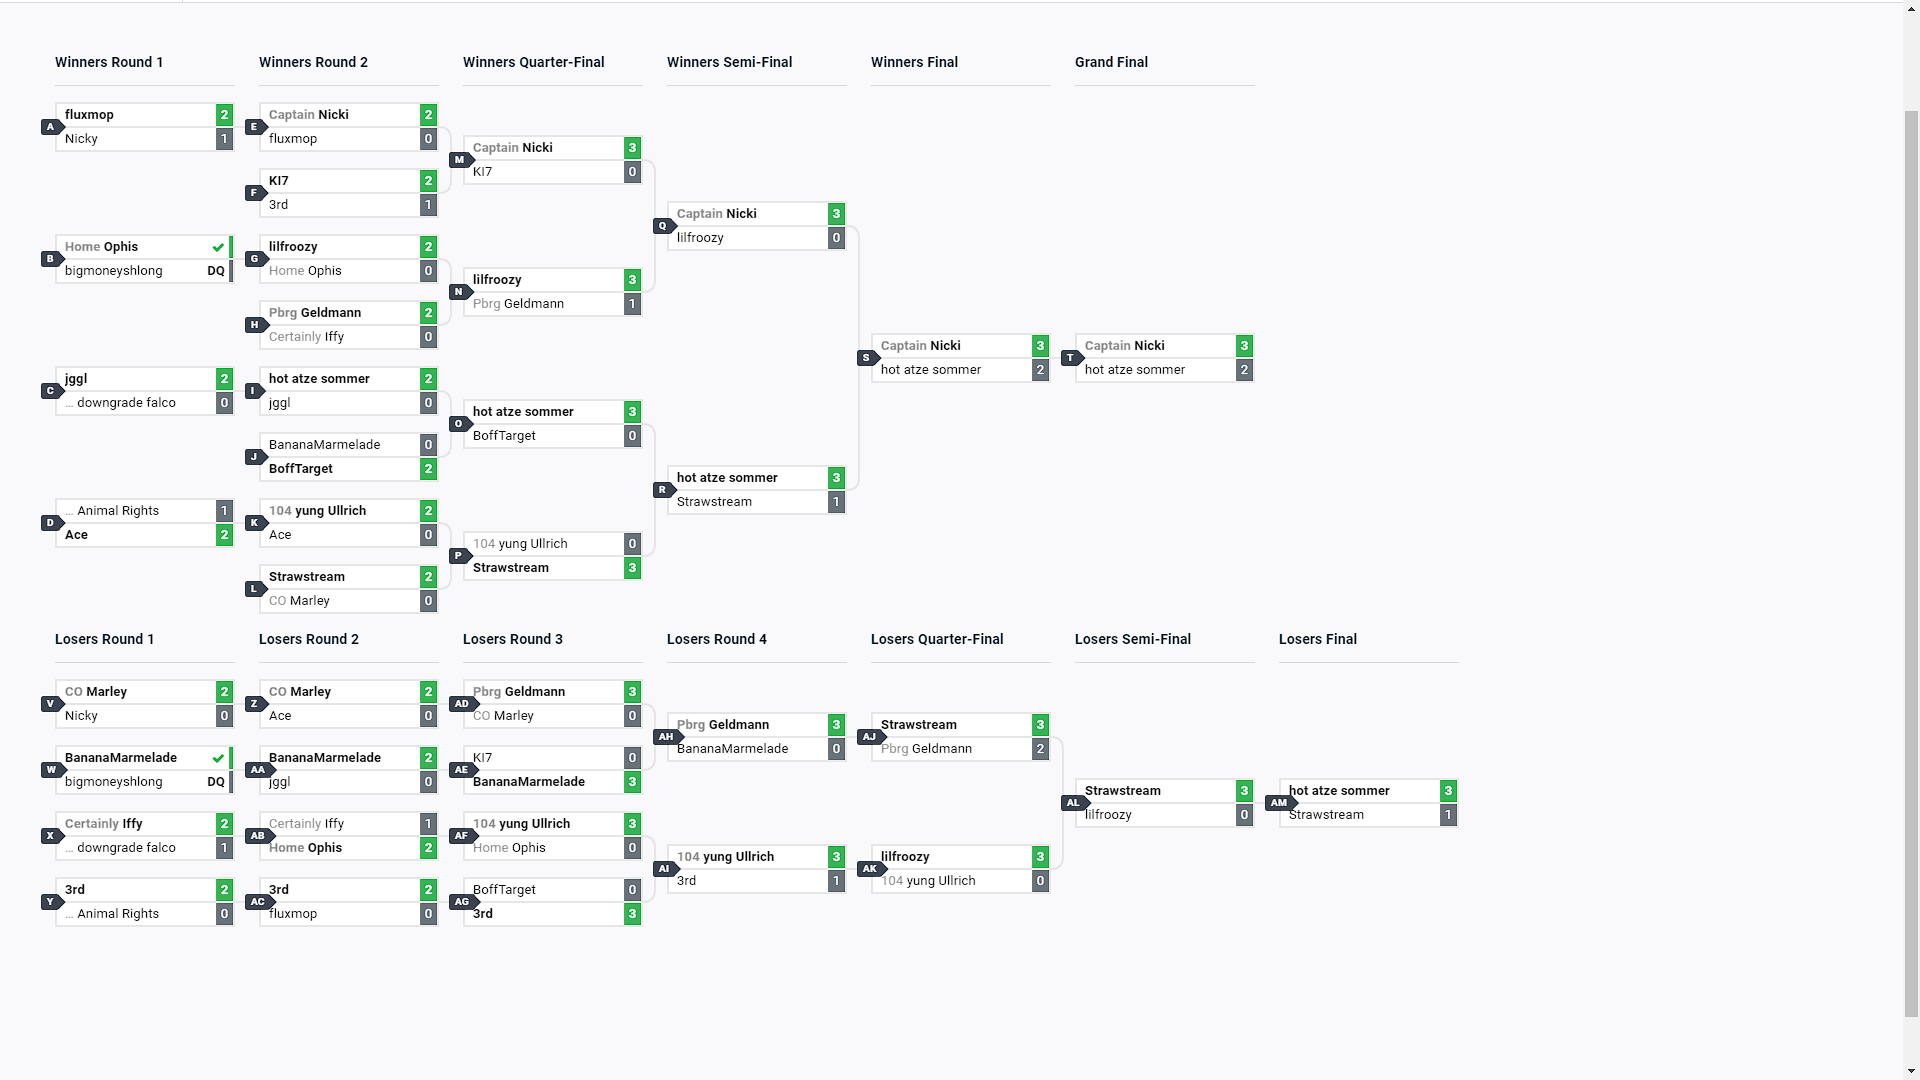 Winners Round 1
Winners Round 2
Winners Quarter-Final
Winners Semi-Final
Winners Final
Grand Final
A
fluxmop 2
Nicky 1
B
Home Ophis
bigmoneyshlong DQ
C
jggl 2
... downgrade falco 0
D
... Animal Rights 1
Ace 2
E
Captain Nicki 2
fluxmop 0
F
KI7 2
3rd 1
G
lilfroozy 2
Home Ophis 0
H
Pbrg Geldmann 2
Certainly Iffy 0
I
hot atze sommer 2
jggl 0
J
BananaMarmelade 0
BoffTarget 2
K
104 yung Ullrich 2
Ace 0
L
Strawstream 2
CO Marley 0
M
Captain Nicki 3
KI7 0
N
lilfroozy 3
Pbrg Geldmann 1
O
hot atze sommer 3
BoffTarget 0
P
104 yung Ullrich 0
Strawstream 3
Q
Captain Nicki 3
lilfroozy 0
R
hot atze sommer 3
Strawstream 1
S
Captain Nicki 3
hot atze sommer 2
T
Captain Nicki 3
hot atze sommer 2
Losers Round 1
Losers Round 2
Losers Round 3
Losers Round 4
Losers Quarter-Final
Losers Semi-Final
Losers Final
V
CO Marley 2
Nicky 0
W
BananaMarmelade
bigmoneyshlong DQ
X
Certainly Iffy 2
... downgrade falco 1
Y
3rd 2
... Animal Rights 0
Z
CO Marley 2
Ace 0
AA
BananaMarmelade 2
jggl 0
AB
Certainly Iffy 1
Home Ophis 2
AC
3rd 2
fluxmop 0
AD
Pbrg Geldmann 3
CO Marley 0
AE
KI7 0
BananaMarmelade 3
AF
104 yung Ullrich 3
Home Ophis 0
AG
BoffTarget 0
3rd 3
AH
Pbrg Geldmann 3
BananaMarmelade 0
AI
104 yung Ullrich 3
3rd 1
AJ
Strawstream 3
Pbrg Geldmann 2
AK
lilfroozy 3
104 yung Ullrich 0
AL
Strawstream 3
lilfroozy 0
AM
hot atze sommer 3
Strawstream 1